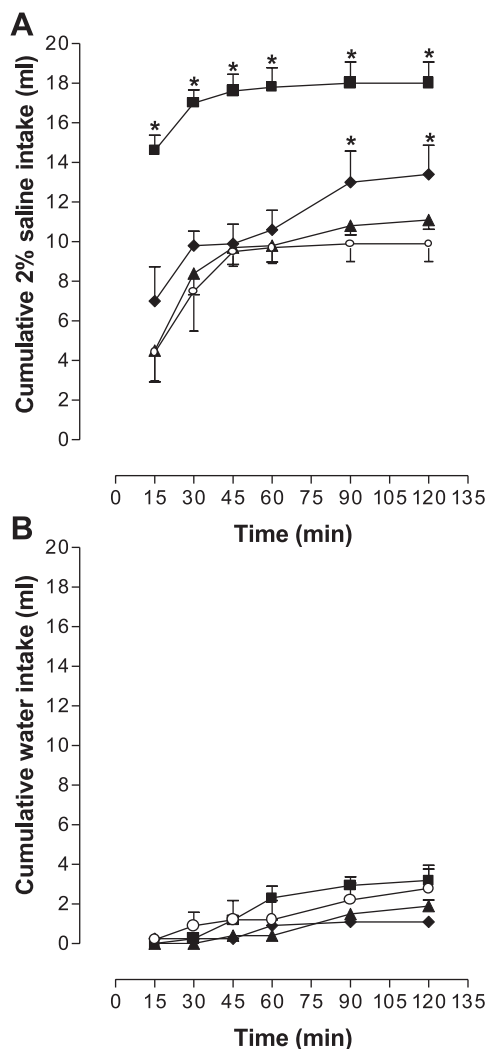 A
Cumulative 2% saline intake (ml)
20
18
16
14
12
10
8
6
4
2
0
* * * * * *
* *
0 15 30 45 60 75 90 105 120 135
Time (min)
B
Cumulative water intake (ml)
20
18
16
14
12
10
8
6
4
2
0
0 15 30 45 60 75 90 105 120 135
Time (min)